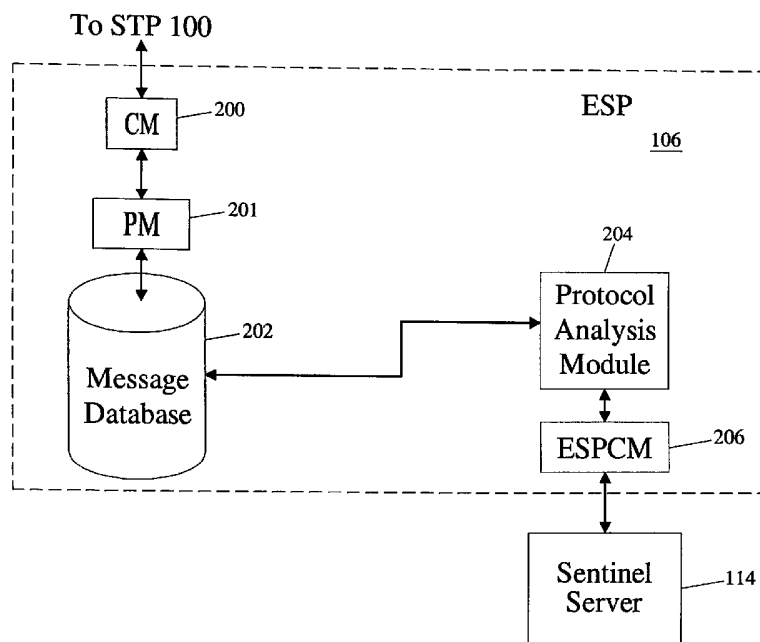 To STP 100
CM
200
ESP
106
PM
201
204
Protocol
Analysis
Module
202
Message
Database
ESPCM
206
Sentinel
Server
114